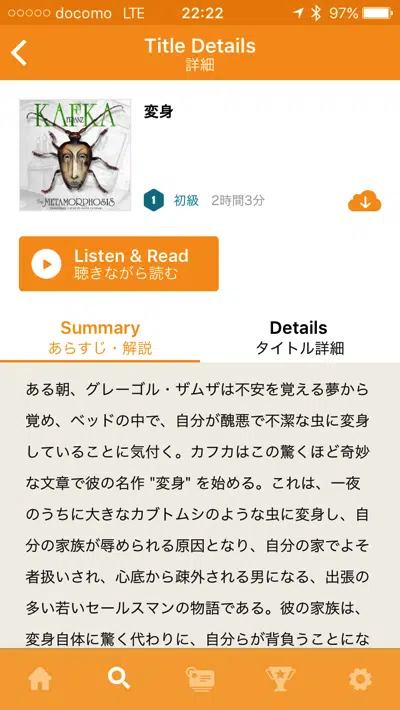 docomo LTE 22:22 97%
Title Details
詳細
KAFKA
FRANZ
The METAMORPHOSIS
変身
1 初級 2時間3分
Listen & Read
聴きながら読む
Summary Details
あらすじ・解説 タイトル詳細
ある朝、グレーゴル・ザムザは不安を覚える夢から
覚め、ベッドの中で、自分が醜悪で不潔な虫に変身
していることに気付く。カフカはこの驚くほど奇妙
な文章で彼の名作 "変身" を始める。これは、一夜
のうちに大きなカブトムシのような虫に変身し、自
分の家族が辱められる原因となり、自分の家でよそ
者扱いされ、心底から疎外される男になる、出張の
多い若いセールスマンの物語である。彼の家族は、
変身自体に驚く代わりに、自分らが背負うことにな